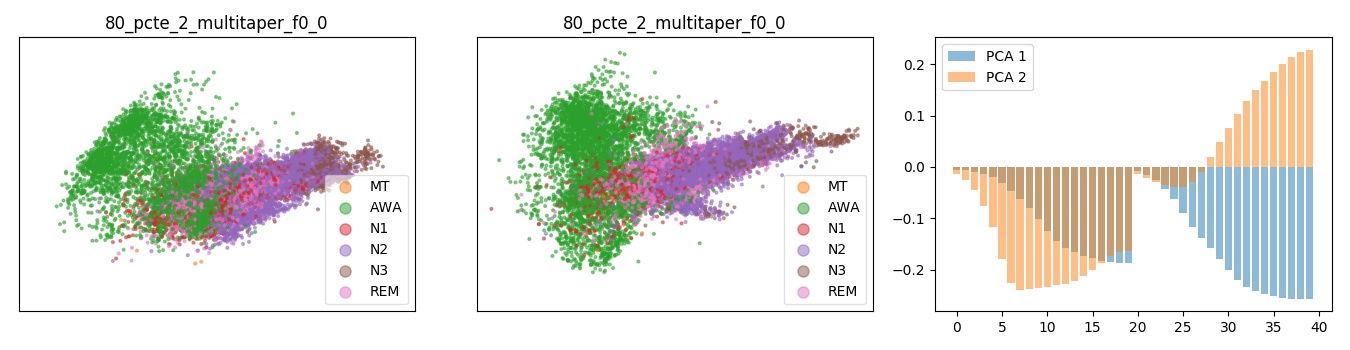 80_pcte_2_multitaper_f0_0
MT
AWA
N1
N2
N3
REM
80_pcte_2_multitaper_f0_0
MT
AWA
N1
N2
N3
REM
PCA 1
PCA 2
0.2
0.1
0.0
−0.1
−0.2
0 5 10 15 20 25 30 35 40